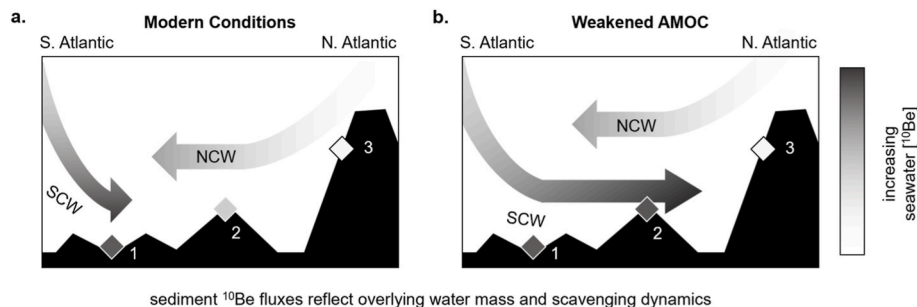 a.
Modern Conditions
S. Atlantic
N. Atlantic
NCW
SCW
1
2
3
b.
Weakened AMOC
S. Atlantic
N. Atlantic
NCW
SCW
1
2
3
increasing
seawater [¹⁰Be]
sediment ¹⁰Be fluxes reflect overlying water mass and scavenging dynamics